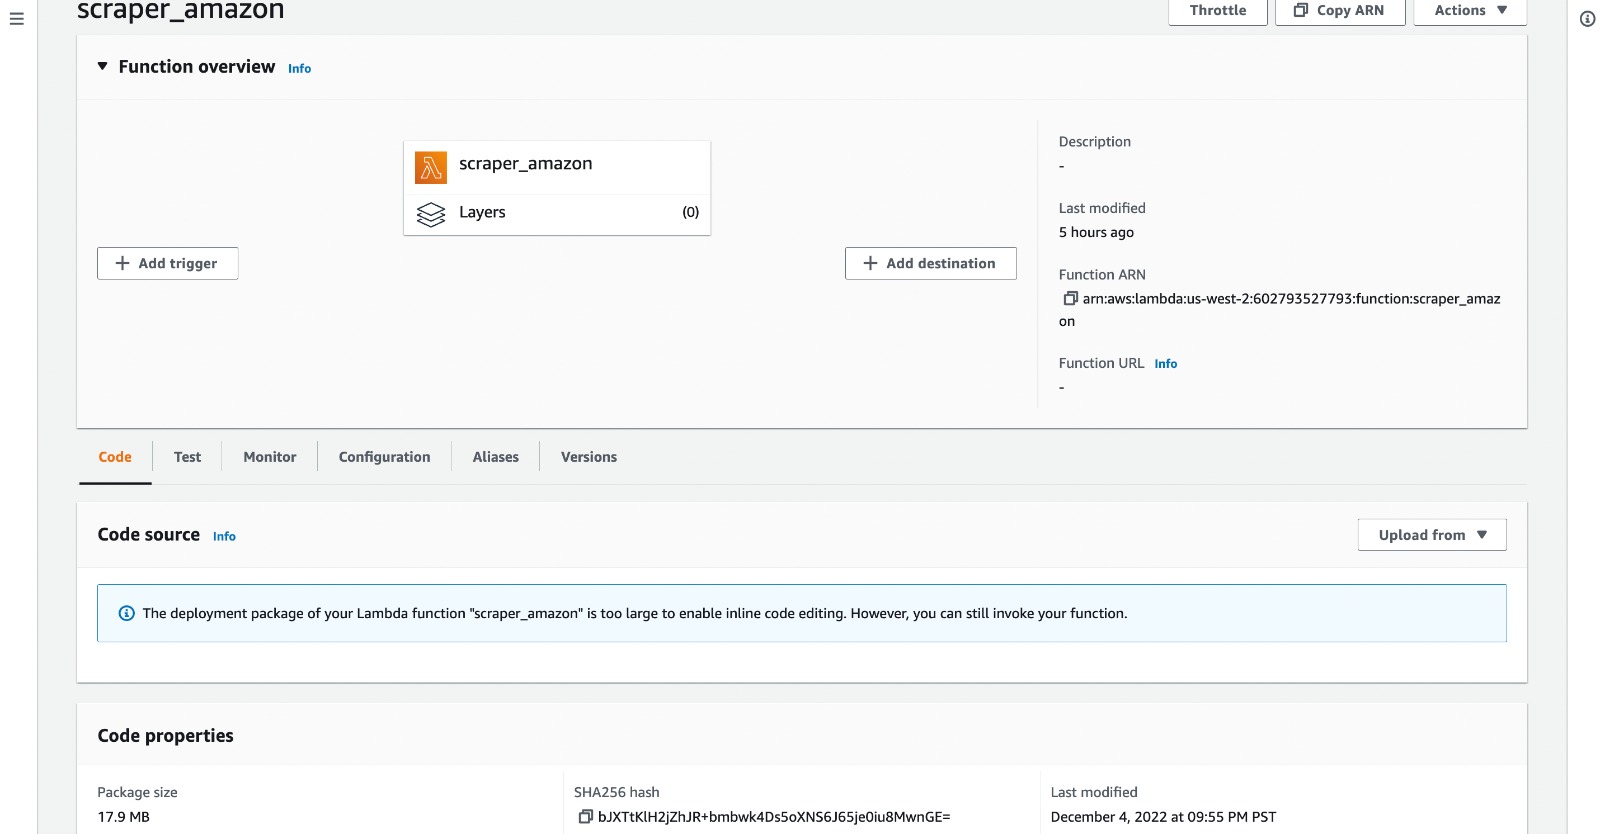 scraper_amazon
Throttle
Copy ARN
Actions
Function overview Info
scraper_amazon
Layers (0)
Add trigger
Add destination
Description
-
Last modified
5 hours ago
Function ARN
arn:aws:lambda:us-west-2:602793527793:function:scraper_amaz
on
Function URL Info
-
Code
Test
Monitor
Configuration
Aliases
Versions
Code source Info
Upload from
The deployment package of your Lambda function "scraper_amazon" is too large to enable inline code editing. However, you can still invoke your function.
Code properties
Package size
17.9 MB
SHA256 hash
bJXTtKlH2jZhJR+bmbwk4Ds5oXNS6J65je0iu8MwnGE=
Last modified
December 4, 2022 at 09:55 PM PST